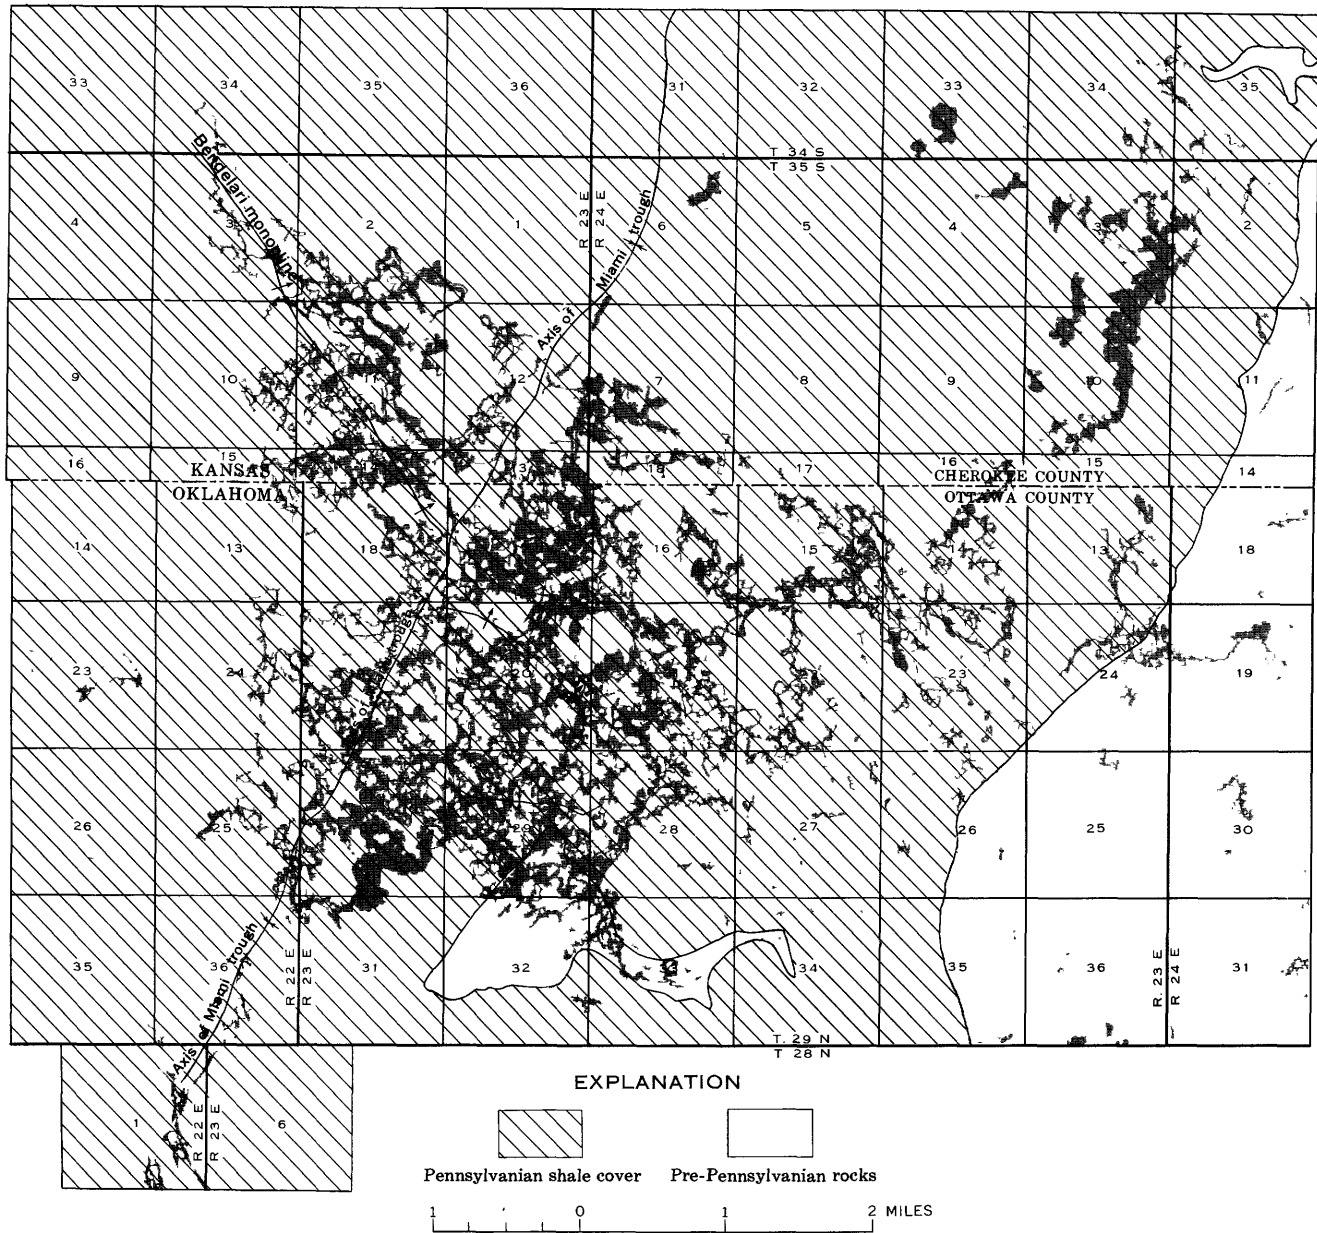 33 34 35 36 31 32 33 34 35
Bendelari monocline
T 34 S
T 35 S
4 3 2 1 6 5 4 3 2
R 23 E
R 24 E
Axis of Miami trough
9 10 11 12 7 8 9 10 11
16 15 13 18 17 16 15 14
KANSAS
OKLAHOMA
CHEROKEE COUNTY
OTTAWA COUNTY
14 13 18 16 15 14 13 18
23 24 20 23 24 19
26 25 29 28 27 26 25 30
35 36 31 32 33 34 35 36 31
Axis of Miami trough
R 22 E
R 23 E
R. 23 E
R 24 E
T. 29 N
T 28 N
1 6
R 22 E
R 23 E
EXPLANATION
Pennsylvanian shale cover
Pre-Pennsylvanian rocks
1 0 1 2 MILES